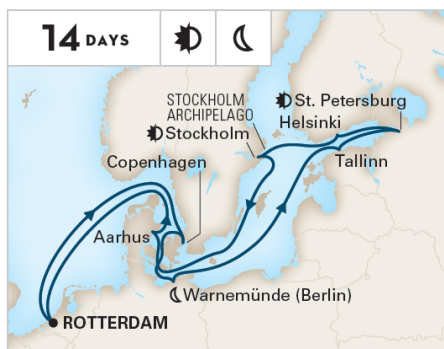 14 DAYS
STOCKHOLM
ARCHIPELAGO
St. Petersburg
Stockholm
Helsinki
Copenhagen
Tallinn
Aarhus
Warnemünde (Berlin)
ROTTERDAM